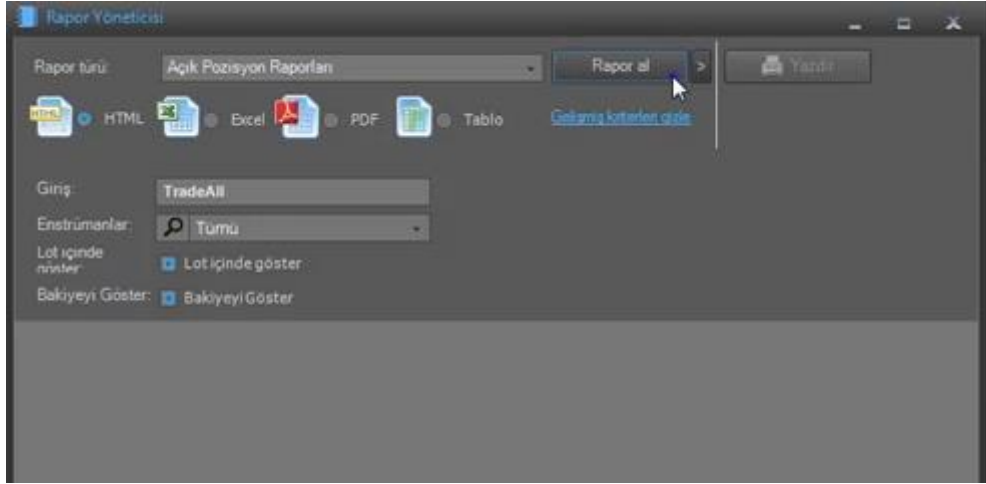 Rapor Yöneticisi
Rapor türü: Açık Pozisyon Raporları Rapor al > Yazdır
HTML HTML Excel PDF Tablo Gelişmiş kriterleri gizle
Giriş: TradeAll
Enstrümanlar: Tümü
Lot içinde göster: Lot içinde göster
Bakiyeyi Göster: Bakiyeyi Göster